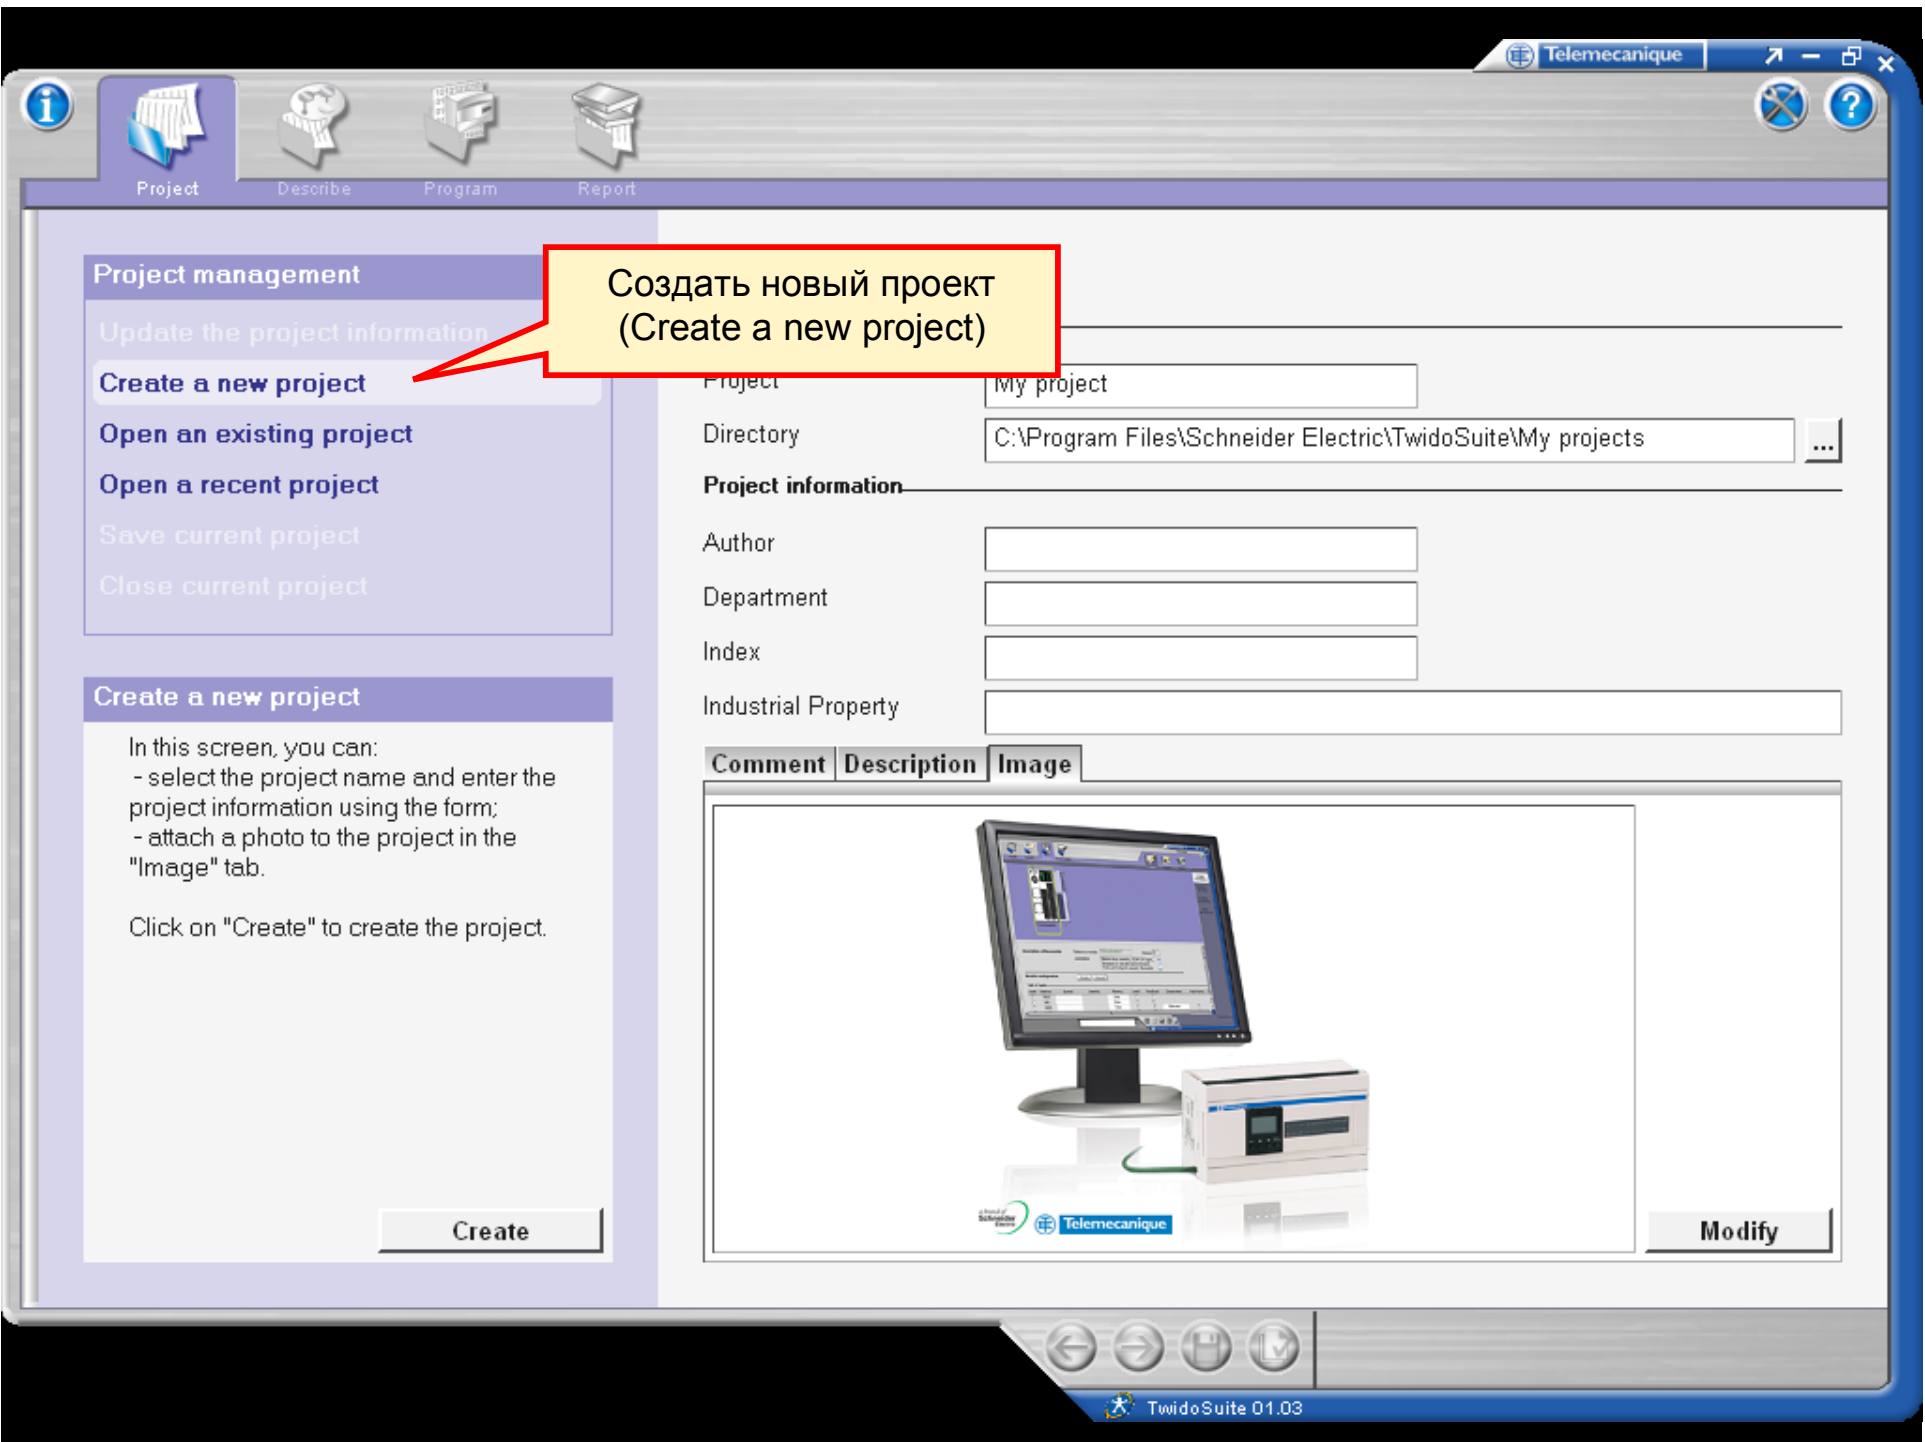 Telemecanique
Project
Describe
Program
Report
Project management
Update the project information
Create a new project
Open an existing project
Open a recent project
Save current project
Close current project
Создать новый проект
(Create a new project)
Project
My project
Directory
C:\Program Files\Schneider Electric\TwidoSuite\My projects
...
Project information
Author
Department
Index
Industrial Property
Create a new project
In this screen, you can:
- select the project name and enter the
project information using the form;
- attach a photo to the project in the
"Image" tab.
Click on "Create" to create the project.
Create
Comment
Description
Image
Schneider
Electric
Telemecanique
Modify
TwidoSuite 01.03